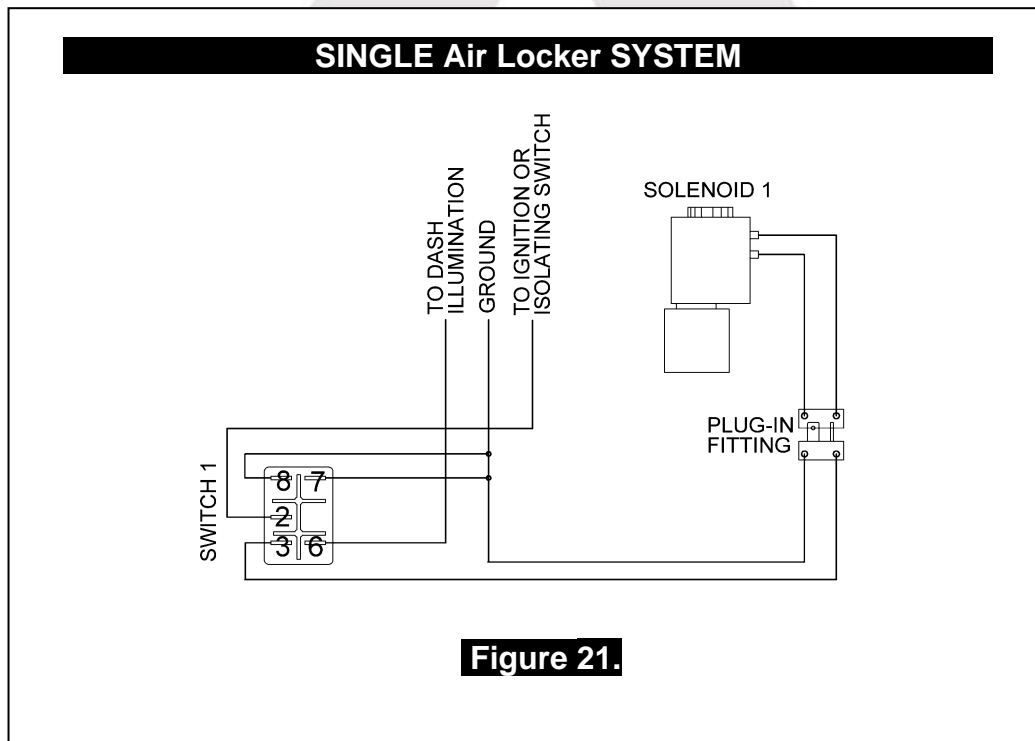 SINGLE Air Locker SYSTEM
TO DASH
ILLUMINATION
GROUND
TO IGNITION OR
ISOLATING SWITCH
SOLENOID 1
PLUG-IN
FITTING
SWITCH 1
8 7
2
3 6
Figure 21.